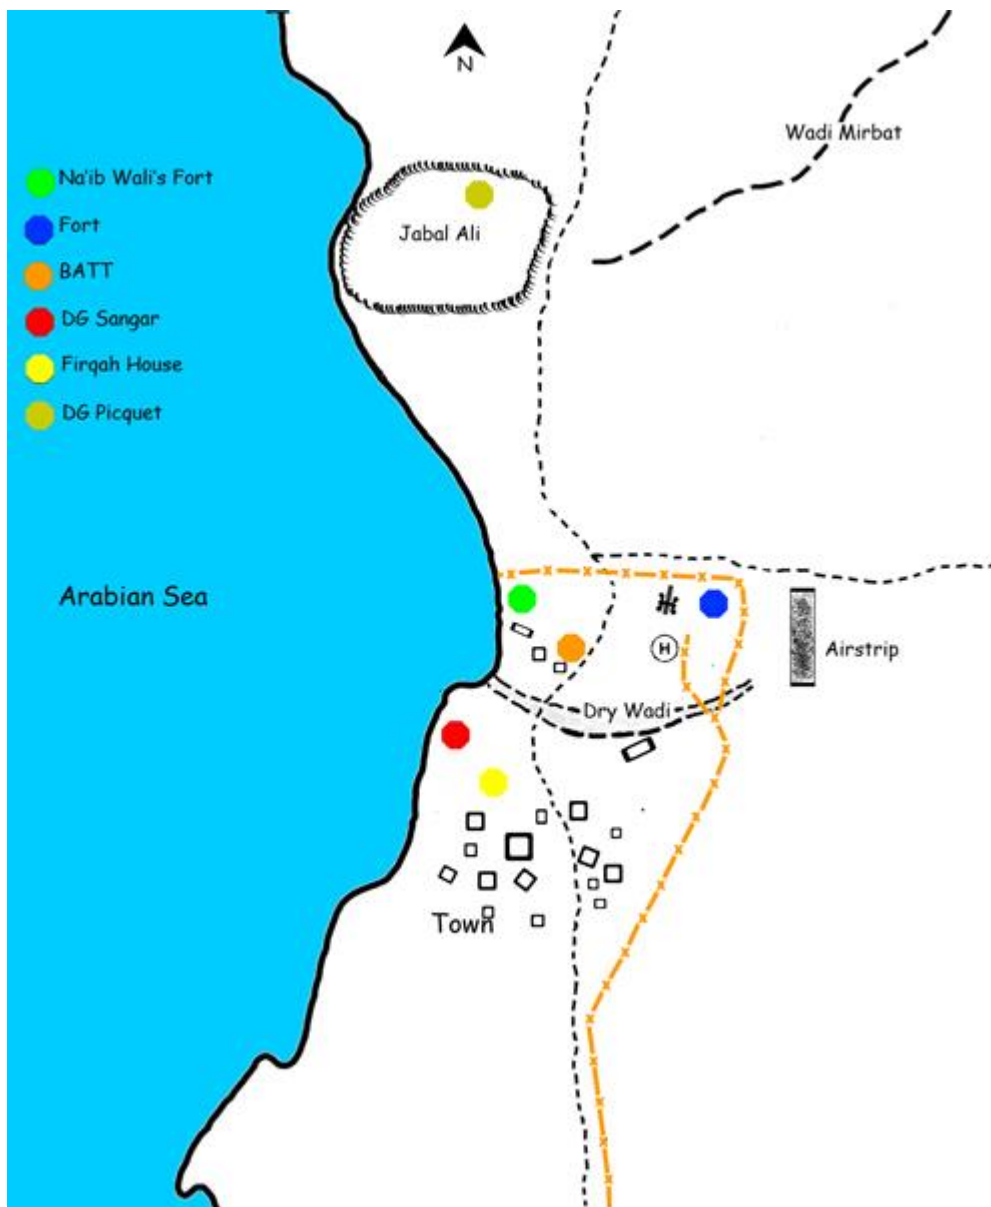 N
Wadi Mirbat
Na'ib Wali's Fort
Fort
Jabal Ali
BATT
DG Sangar
Firqah House
DG Picquet
Arabian Sea
H
Airstrip
Dry Wadi
Town